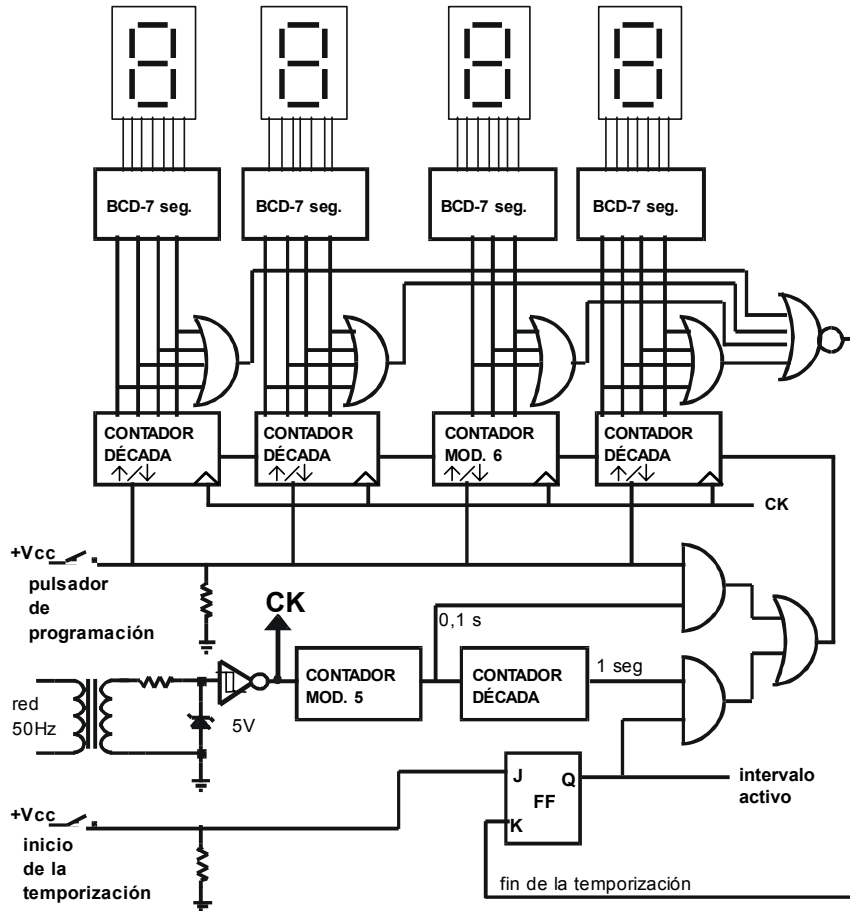 BCD-7 seg.
BCD-7 seg.
BCD-7 seg.
BCD-7 seg.
CONTADOR
DÉCADA
CONTADOR
DÉCADA
CONTADOR
MOD. 6
CONTADOR
DÉCADA
CK
+Vcc
pulsador
de
programación
CK
0,1 s
CONTADOR
MOD. 5
CONTADOR
DÉCADA
1 seg
red
50Hz
5V
J
Q
FF
K
intervalo
activo
+Vcc
inicio
de la
temporización
fin de la temporización